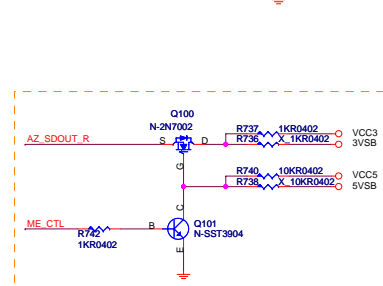 Q100
N-2N7002
R737 1KR0402 VCC3
AZ_SDOUT_R S D R736 X_1KR0402 3VSB
G
R740 10KR0402 VCC5
R738 X_10KR0402 5VSB
C
ME_CTL B Q101
R742 N-SST3904
1KR0402
E